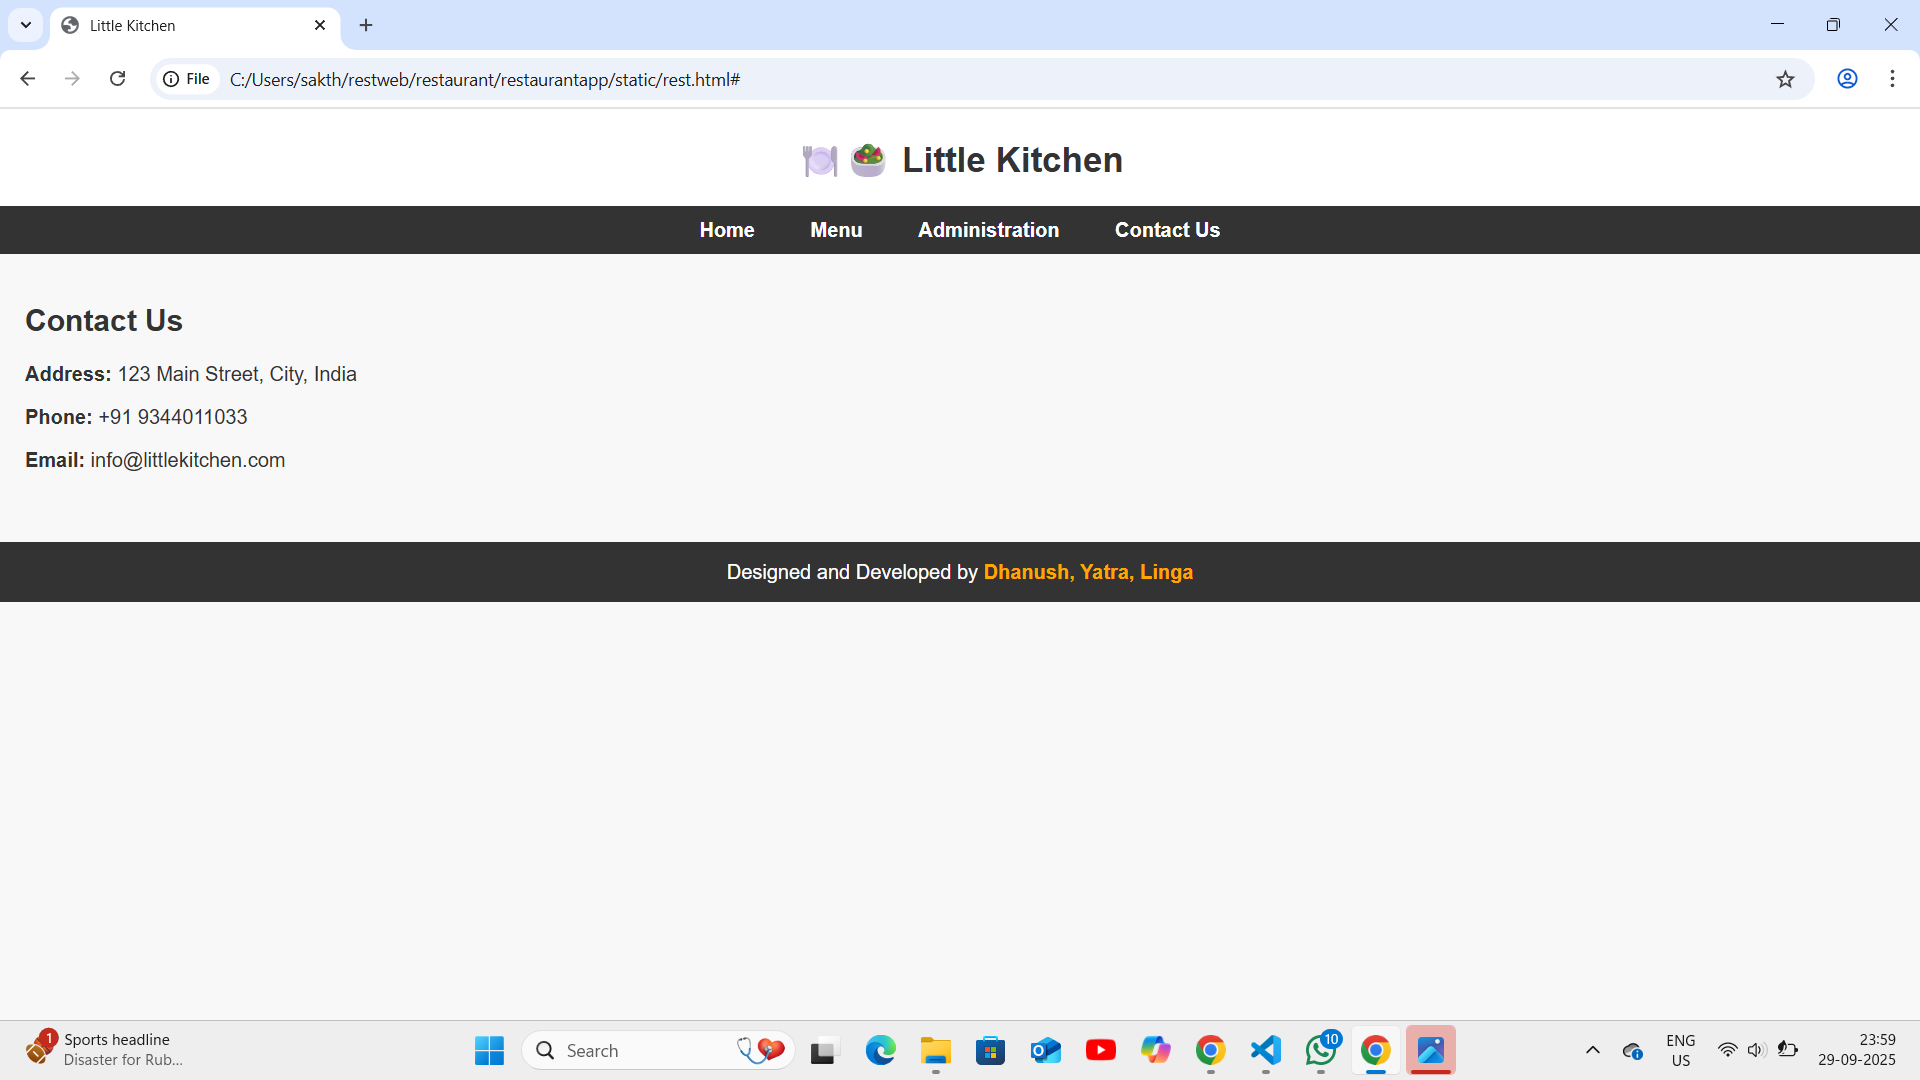 Little Kitchen
File C:/Users/sakth/restweb/restaurant/restaurantapp/static/rest.html#
Little Kitchen
Home Menu Administration Contact Us
Contact Us
Address: 123 Main Street, City, India
Phone: +91 9344011033
Email: info@littlekitchen.com
Designed and Developed by Dhanush, Yatra, Linga
1
Sports headline
Disaster for Rub...
Search
10
ENG
US
23:59
29-09-2025